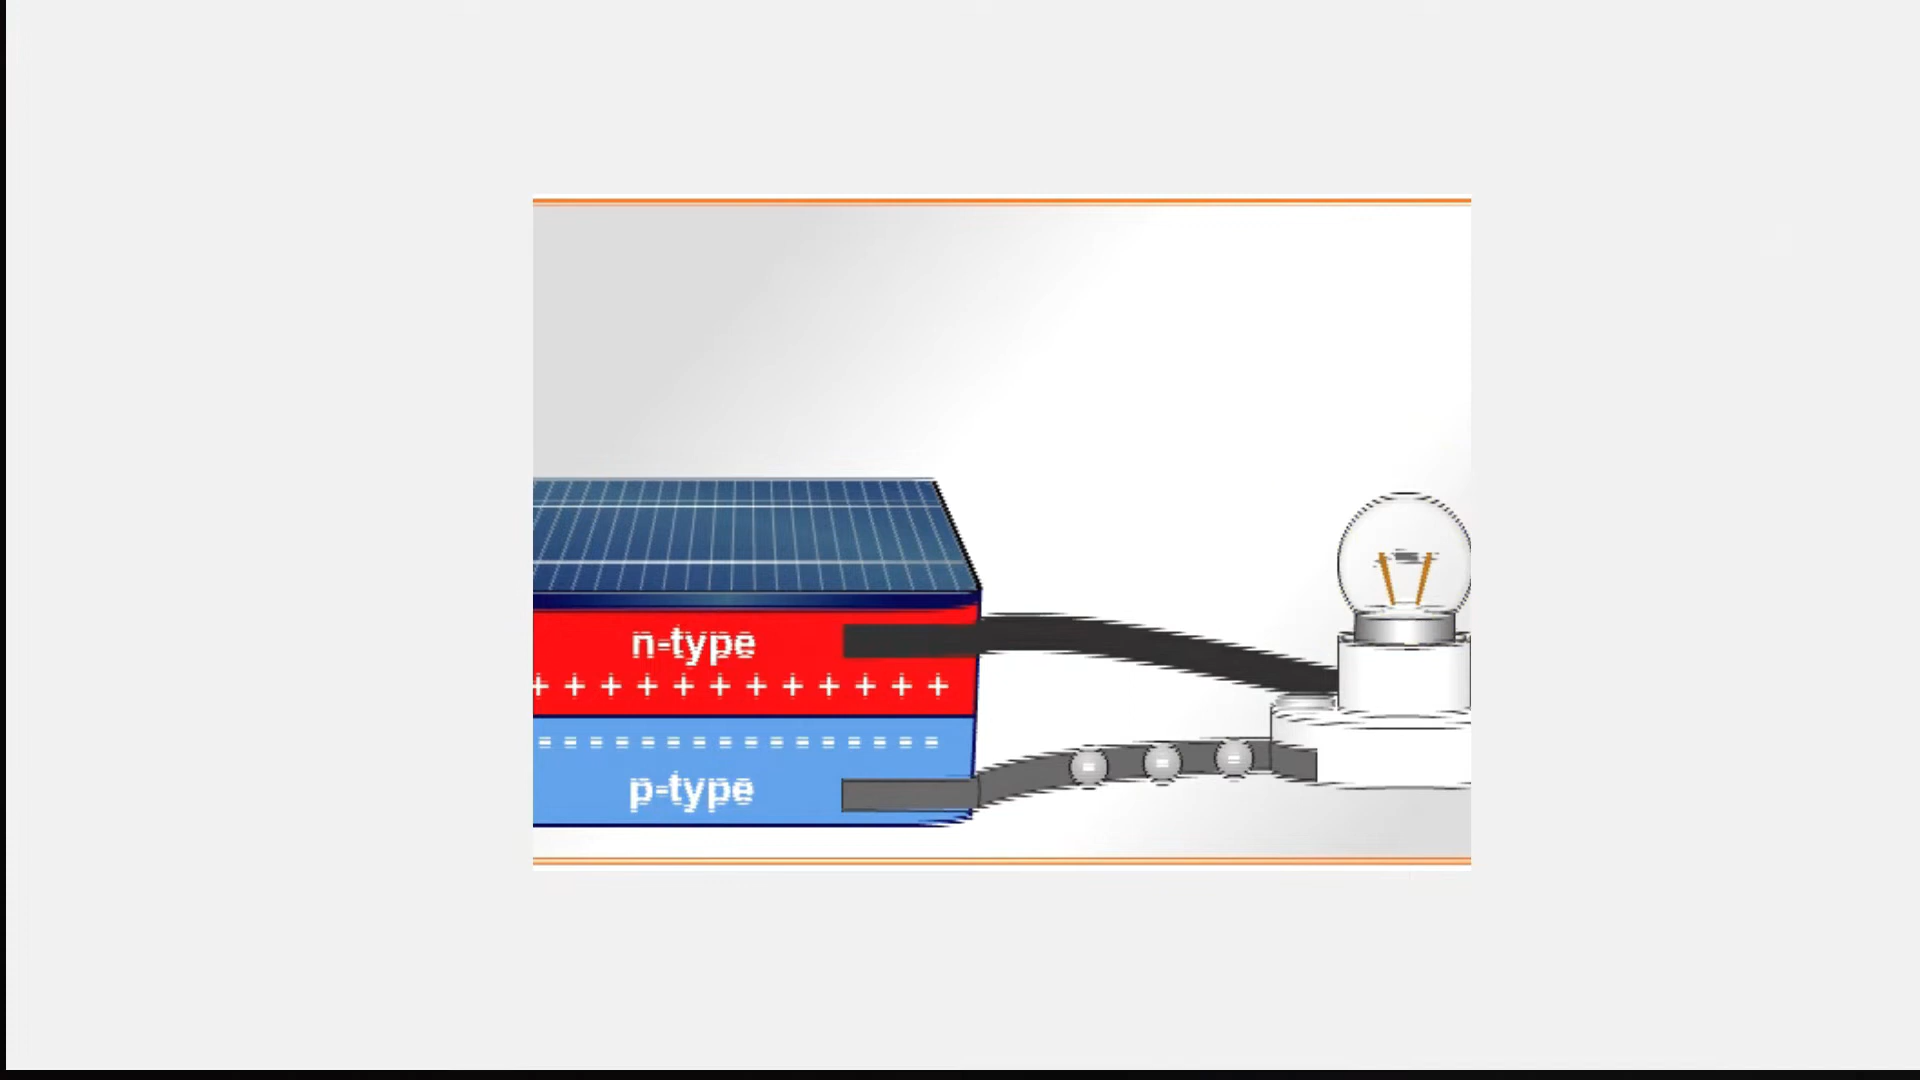 n-type
+ + + + + + + + + + + +
- - - - - - - - - - - - - - - -
p-type